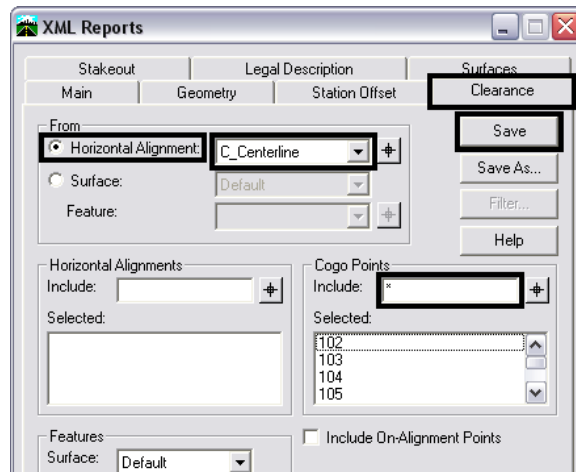 XML Reports
Stakeout Legal Description Surfaces
Main Geometry Station Offset Clearance
From
Horizontal Alignment: C_Centerline
Surface: Default
Feature:
Save
Save As...
Filter...
Help
Horizontal Alignments
Include:
Selected:
Cogo Points
Include: *
Selected:
102
103
104
105
Features
Surface: Default
Include On-Alignment Points